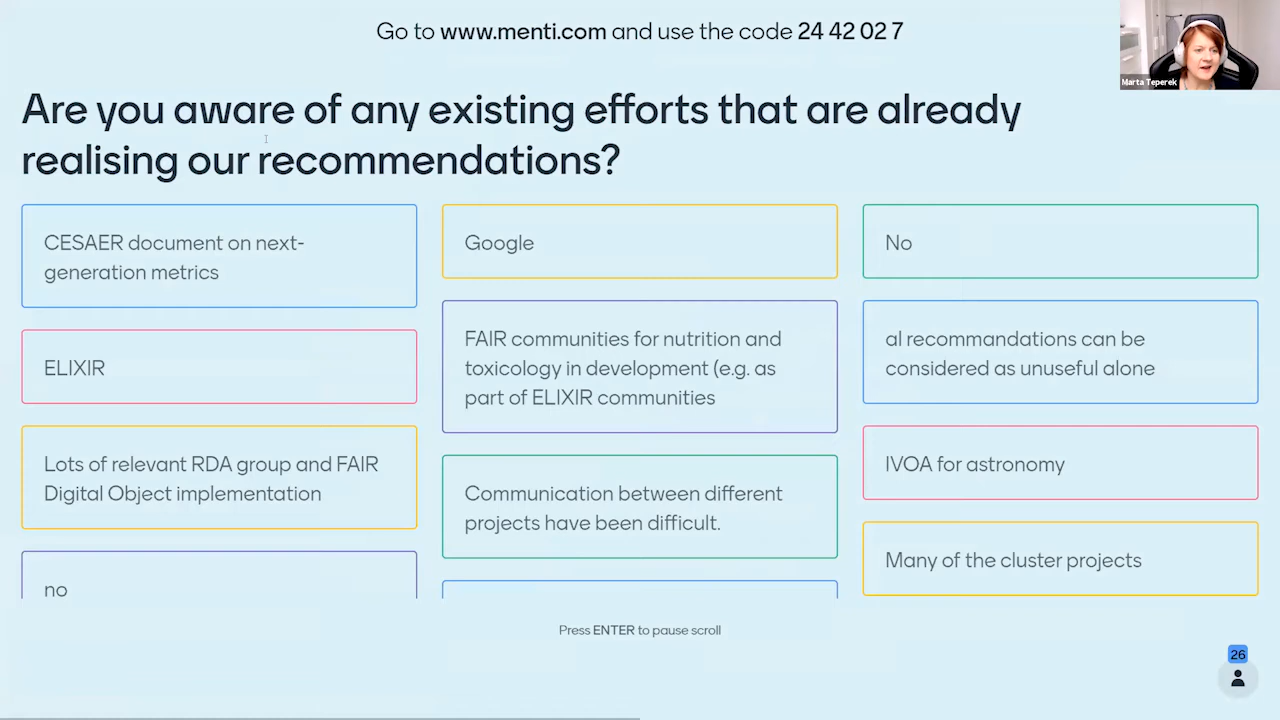 Go to www.menti.com and use the code 24 42 02 7
Marta Teperek
Are you aware of any existing efforts that are already
realising our recommendations?
CESAER document on next-
generation metrics
ELIXIR
Lots of relevant RDA group and FAIR
Digital Object implementation
no
Google
FAIR communities for nutrition and
toxicology in development (e.g. as
part of ELIXIR communities
Communication between different
projects have been difficult.
No
al recommandations can be
considered as unuseful alone
IVOA for astronomy
Many of the cluster projects
Press ENTER to pause scroll
26